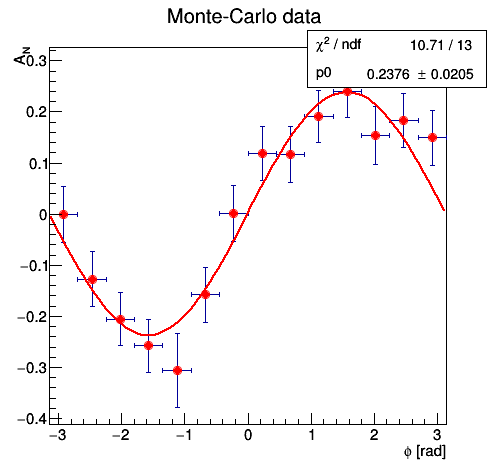 Monte-Carlo data
χ² / ndf 10.71 / 13
p0 0.2376 ± 0.0205
A_N
0.3
0.2
0.1
0
−0.1
−0.2
−0.3
−0.4
−3 −2 −1 0 1 2 3
ϕ [rad]